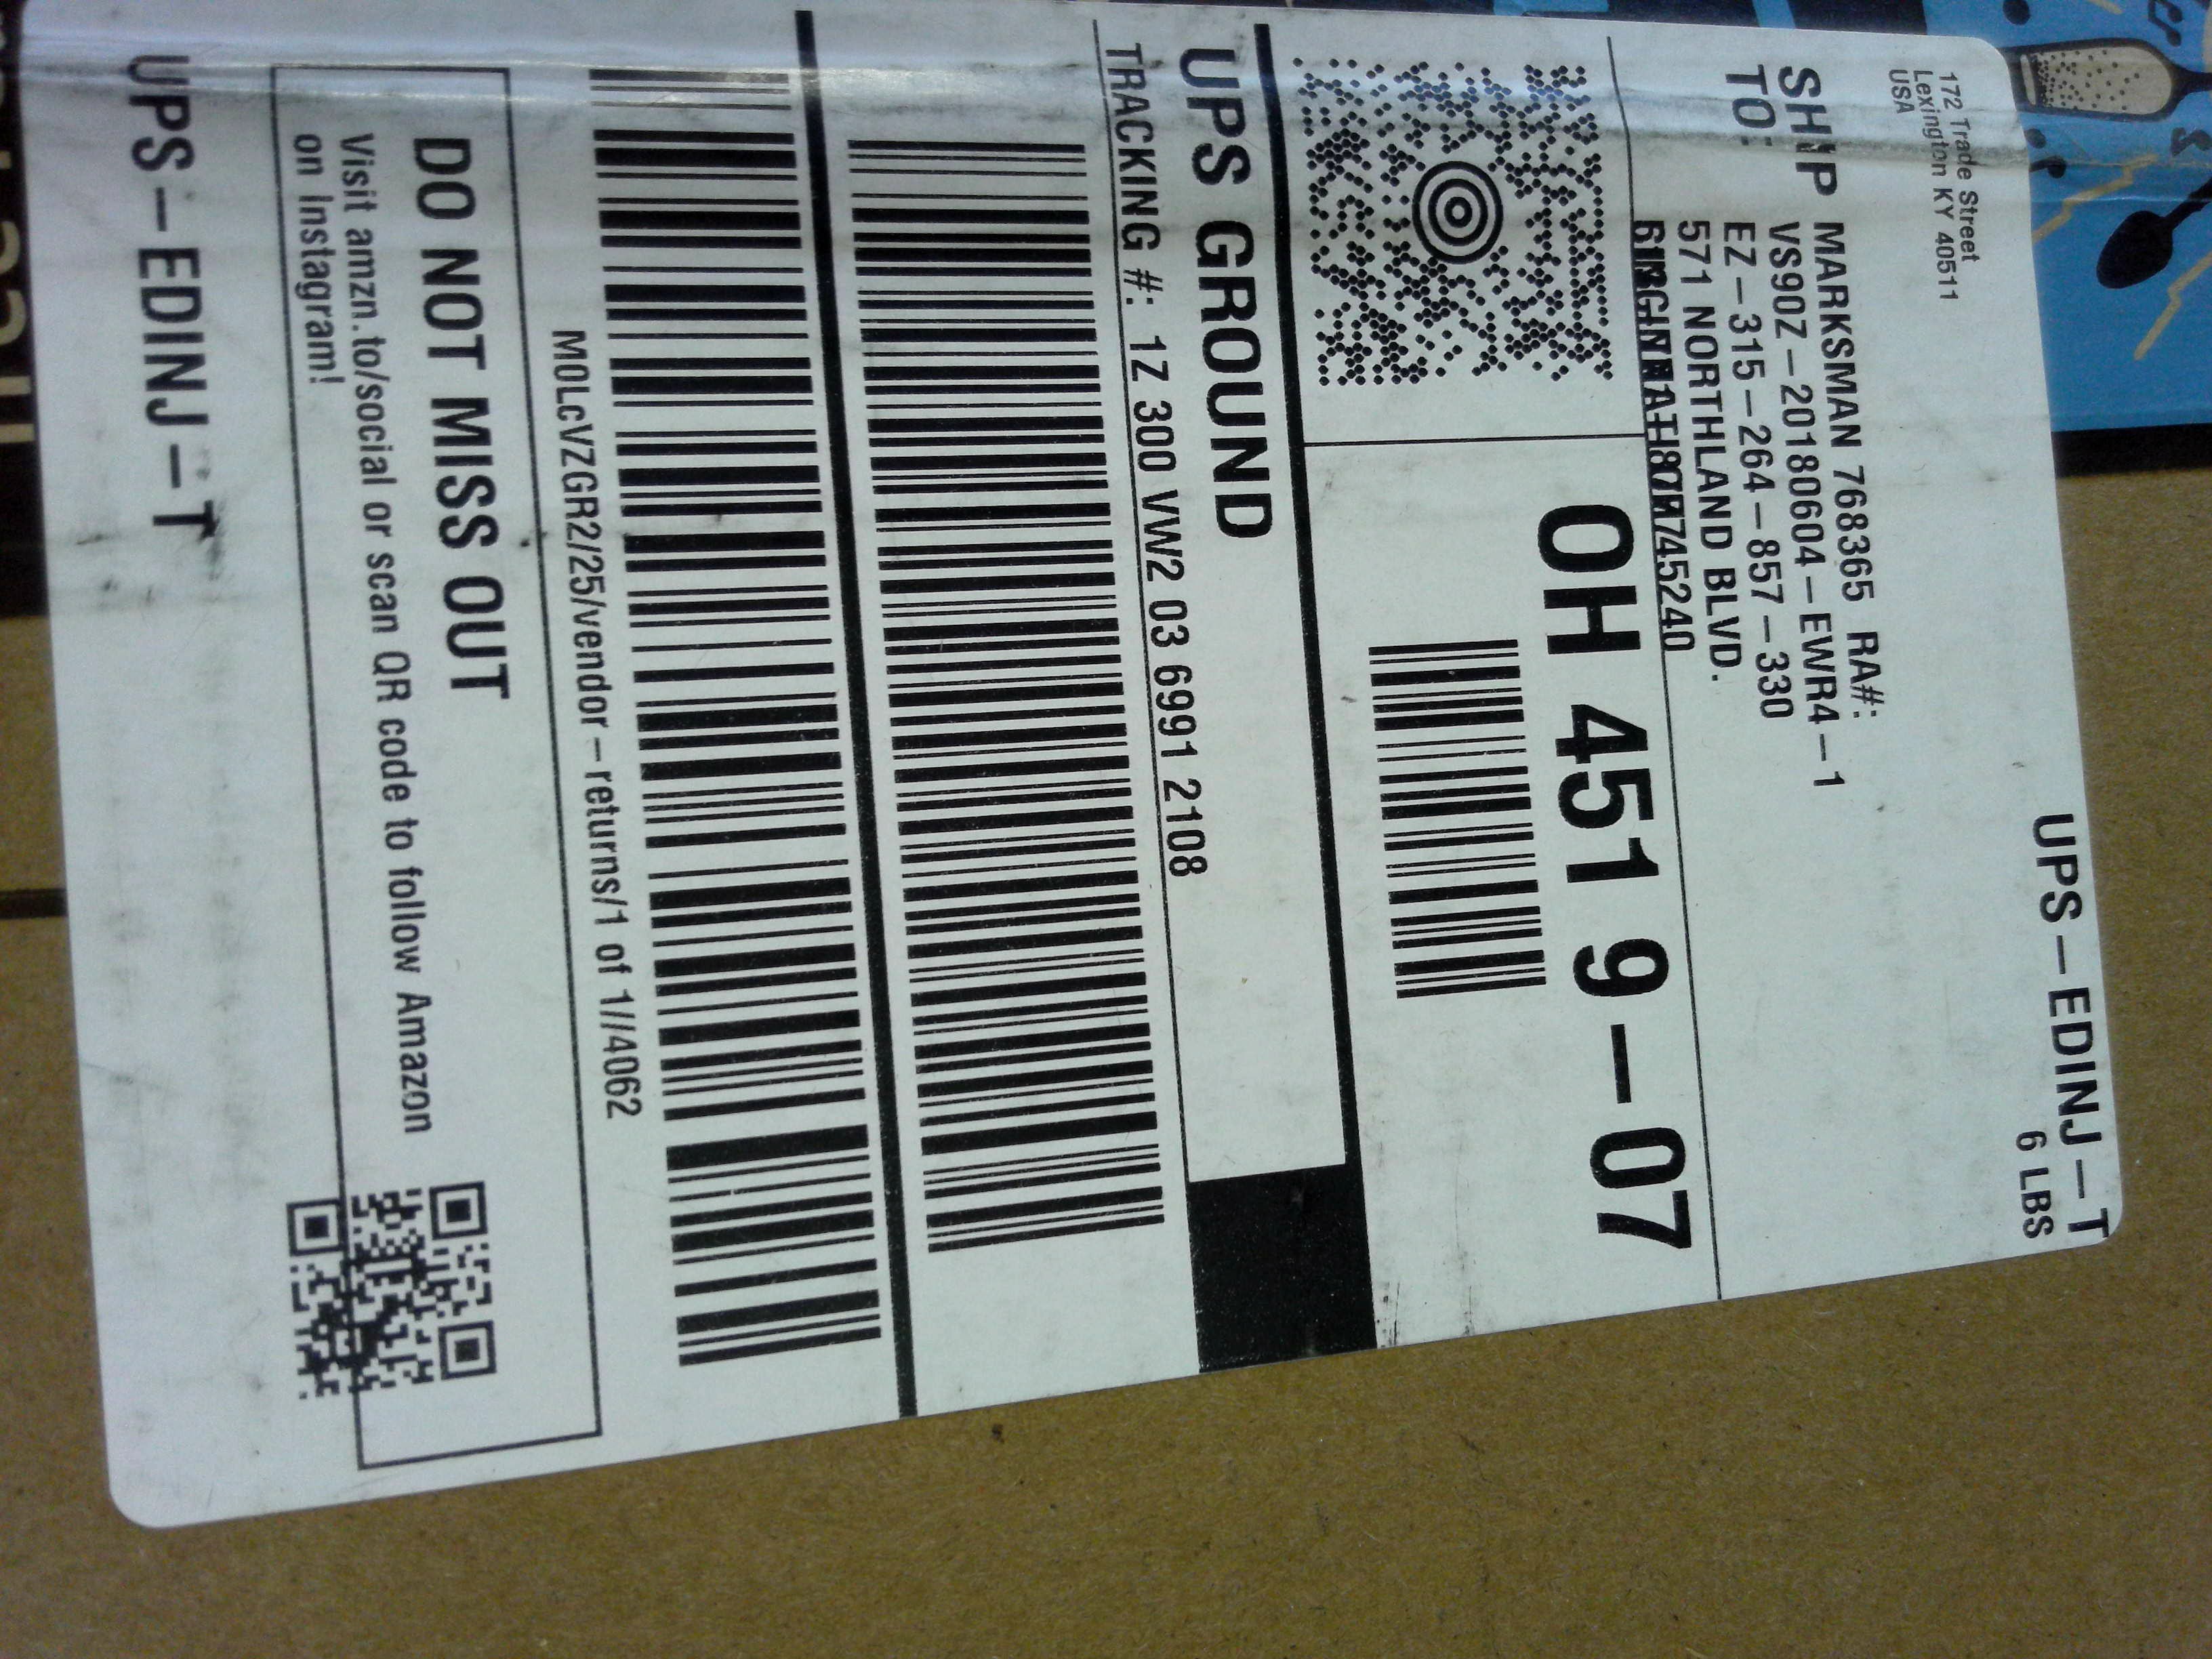 UPS-EDINJ-T
6 LBS
172 Trade Street
Lexington KY 40511
USA
SHIP
TO:
MARKSMAN 768365 RA#:
VS90Z-20180604-EWR4-1
EZ-315-264-857-330
571 NORTHLAND BLVD.
OH 451 9-07
UPS GROUND
TRACKING #: 1Z 300 VW2 03 6991 2108
M0LcVZGR2/25/vendor-returns/1 of 1//4062
DO NOT MISS OUT
Visit amzn.to/social or scan QR code to follow Amazon
on Instagram!
UPS-EDINJ-T